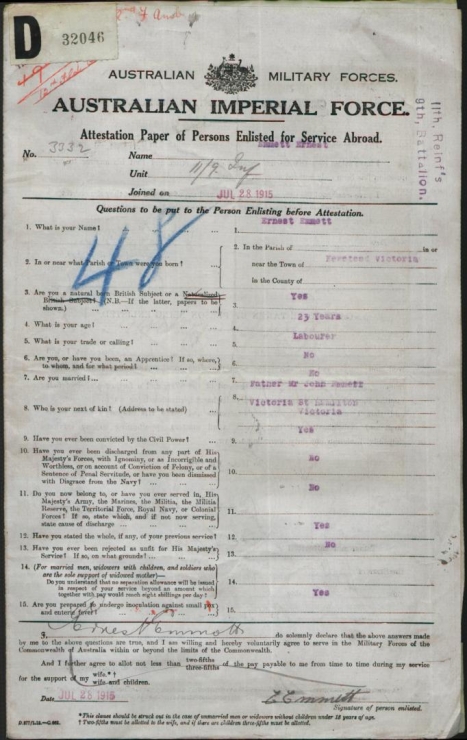 D 32046
AUSTRALIAN MILITARY FORCES.
AUSTRALIAN IMPERIAL FORCE.
Attestation Paper of Persons Enlisted for Service Abroad.
11th Reinf's
9th. Battalion.
No. 3332 Name Emmett Ernest
Unit 11/9 Inf
Joined on JUL 28 1915
Questions to be put to the Person Enlisting before Attestation.
1. What is your Name? ... 1. Ernest Emmett
48
2. In or near what Parish or Town were you born? ... 2. In the Parish of in or
near the Town of Victoria
in the County of
3. Are you a natural born British Subject or a Naturalized British Subject? (N.B.—If the latter, papers to be shown.) 3. Yes
4. What is your age? ... 4. 23 Years
5. What is your trade or calling? ... 5. Labourer
6. Are you, or have you been, an Apprentice? If so, where, to whom, and for what period? 6. No
7. Are you married? ... 7. No
8. Who is your next of kin? (Address to be stated) 8. Father Mr John Emmett
Victoria St Hamilton
Victoria
9. Have you ever been convicted by the Civil Power? 9. Yes
10. Have you ever been discharged from any part of His
Majesty's Forces, with Ignominy, or as Incorrigible and
Worthless, or on account of Conviction of Felony, or of a
Sentence of Penal Servitude, or have you been dismissed
with Disgrace from the Navy? 10. No
11. Do you now belong to, or have you ever served in, His
Majesty's Army, the Marines, the Militia, the Militia
Reserve, the Territorial Force, Royal Navy, or Colonial
Forces? If so, state which, and if not now serving,
state cause of discharge 11. No
12. Have you stated the whole, if any, of your previous service? 12. Yes
13. Have you ever been rejected as unfit for His Majesty's
Service? If so, on what grounds? 13. No
14. (For married men, widowers with children, and soldiers who
are the sole support of widowed mother—
Do you understand that no separation allowance will be issued
in respect of your service beyond an amount which
together with pay would reach eight shillings per day? 14.
15. Are you prepared to undergo inoculation against small pox
and enteric fever? 15. Yes
I, Ernest Emmott do solemnly declare that the above answers made
by me to the above questions are true, and I am willing and hereby voluntarily agree to serve in the Military Forces of the
Commonwealth of Australia within or beyond the limits of the Commonwealth.
And I further agree to allot not less than two-fifths three-fifths of the pay payable to me from time to time during my service
for the support of my wife.*† wife and children.
Date JUL 28 1915 E Emmett
Signature of person enlisted.
*This clause should be struck out in the case of unmarried men or widowers without children under 18 years of age.
† Two-fifths must be allotted to the wife, and if there are children three-fifths must be allotted.